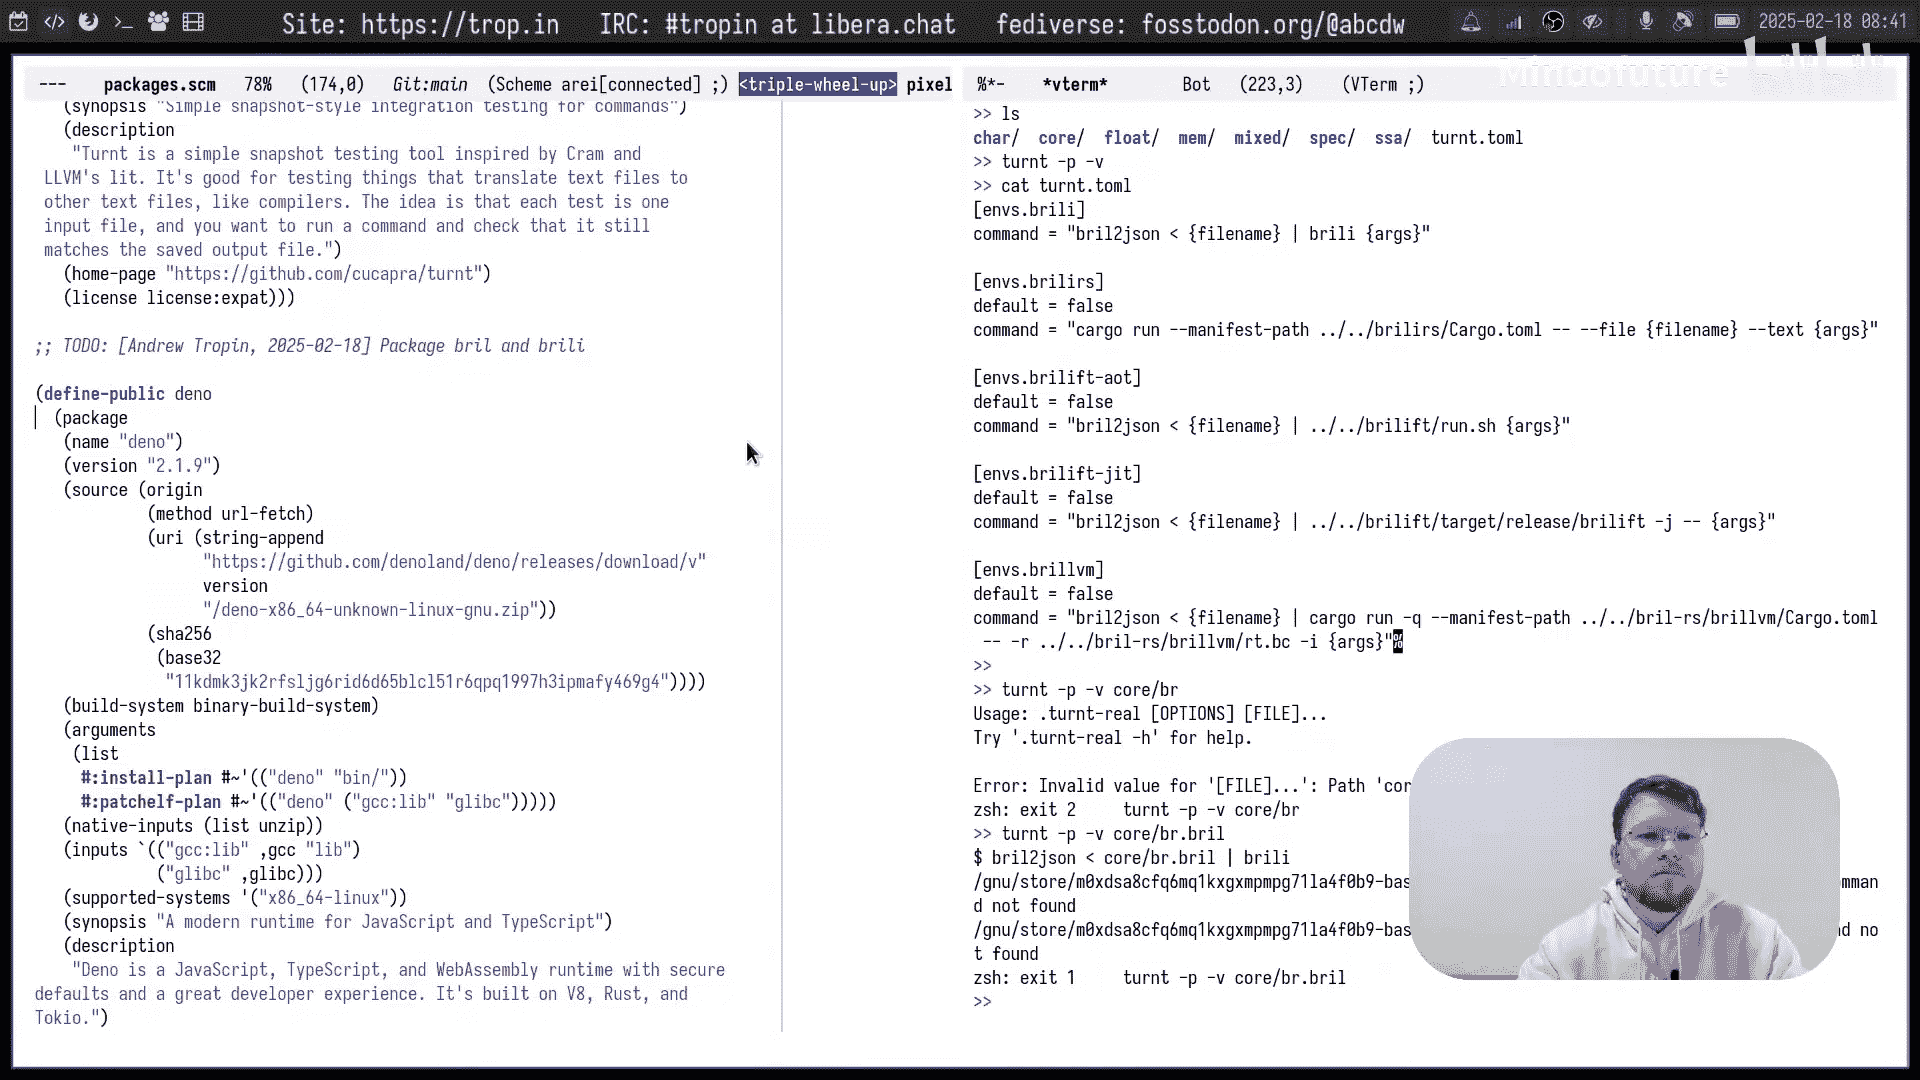 Site: https://trop.in IRC: #tropin at libera.chat fediverse: fosstodon.org/@abcdw
2025-02-18 08:41
--- packages.scm 78% (174,0) Git:main (Scheme arei[connected] ;) <triple-wheel-up> pixel
(synopsis "Simple snapshot-style integration testing for commands")
(description
"Turnt is a simple snapshot testing tool inspired by Cram and
LLVM's lit. It's good for testing things that translate text files to
other text files, like compilers. The idea is that each test is one
input file, and you want to run a command and check that it still
matches the saved output file.")
(home-page "https://github.com/cucapra/turnt")
(license license:expat)))
;; TODO: [Andrew Tropin, 2025-02-18] Package bril and brili
(define-public deno
(package
(name "deno")
(version "2.1.9")
(source (origin
(method url-fetch)
(uri (string-append
"https://github.com/denoland/deno/releases/download/v"
version
"/deno-x86_64-unknown-linux-gnu.zip"))
(sha256
(base32
"11kdmk3jk2rfsljg6rid6d65blcl51r6qpq1997h3ipmafy469g4"))))
(build-system binary-build-system)
(arguments
(list
#:install-plan #~'(("deno" "bin/"))
#:patchelf-plan #~'(("deno" ("gcc:lib" "glibc")))))
(native-inputs (list unzip))
(inputs `(("gcc:lib" ,gcc "lib")
("glibc" ,glibc)))
(supported-systems '("x86_64-linux"))
(synopsis "A modern runtime for JavaScript and TypeScript")
(description
"Deno is a JavaScript, TypeScript, and WebAssembly runtime with secure
defaults and a great developer experience. It's built on V8, Rust, and
Tokio.")
%*- *vterm* Bot (223,3) (VTerm ;)
>> ls
char/ core/ float/ mem/ mixed/ spec/ ssa/ turnt.toml
>> turnt -p -v
>> cat turnt.toml
[envs.brili]
command = "bril2json < {filename} | brili {args}"
[envs.brilirs]
default = false
command = "cargo run --manifest-path ../../brilirs/Cargo.toml -- --file {filename} --text {args}"
[envs.brilift-aot]
default = false
command = "bril2json < {filename} | ../../brilift/run.sh {args}"
[envs.brilift-jit]
default = false
command = "bril2json < {filename} | ../../brilift/target/release/brilift -j -- {args}"
[envs.brillvm]
default = false
command = "bril2json < {filename} | cargo run -q --manifest-path ../../bril-rs/brillvm/Cargo.toml
-- -r ../../bril-rs/brillvm/rt.bc -i {args}"%
>>
>> turnt -p -v core/br
Usage: .turnt-real [OPTIONS] [FILE]...
Try '.turnt-real -h' for help.
Error: Invalid value for '[FILE]...': Path 'cor
zsh: exit 2 turnt -p -v core/br
>> turnt -p -v core/br.bril
$ bril2json < core/br.bril | brili
/gnu/store/m0xdsa8cfq6mq1kxgxmpmpg71la4f0b9-bas mman
d not found
/gnu/store/m0xdsa8cfq6mq1kxgxmpmpg71la4f0b9-bas d no
t found
zsh: exit 1 turnt -p -v core/br.bril
>>